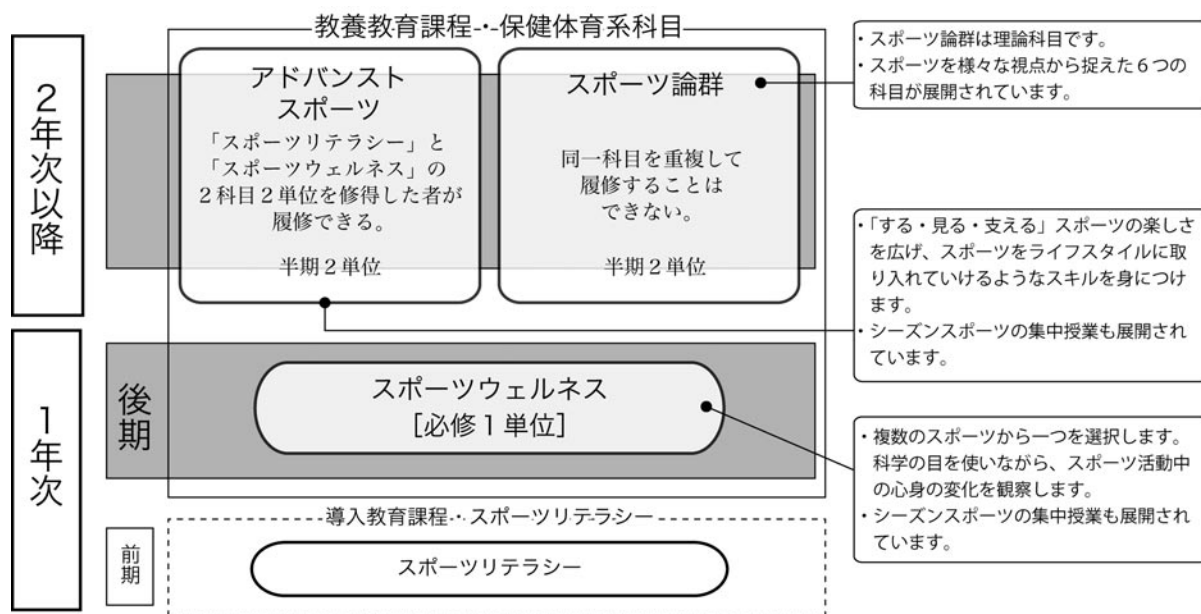 教養教育課程・・保健体育系科目
2年次以降
アドバンスト
スポーツ
「スポーツリテラシー」と
「スポーツウェルネス」の
２科目２単位を修得した者が
履修できる。
半期２単位
スポーツ論群
同一科目を重複して
履修することは
できない。
半期２単位
・スポーツ論群は理論科目です。
・スポーツを様々な視点から捉えた６つの
科目が展開されています。
・「する・見る・支える」スポーツの楽しさ
を広げ、スポーツをライフスタイルに取
り入れていけるようなスキルを身につけ
ます。
・シーズンスポーツの集中授業も展開され
ています。
1年次
後期
スポーツウェルネス
［必修１単位］
・複数のスポーツから一つを選択します。
科学の目を使いながら、スポーツ活動中
の心身の変化を観察します。
・シーズンスポーツの集中授業も展開され
ています。
前期
導入教育課程・・スポーツリテラシー
スポーツリテラシー